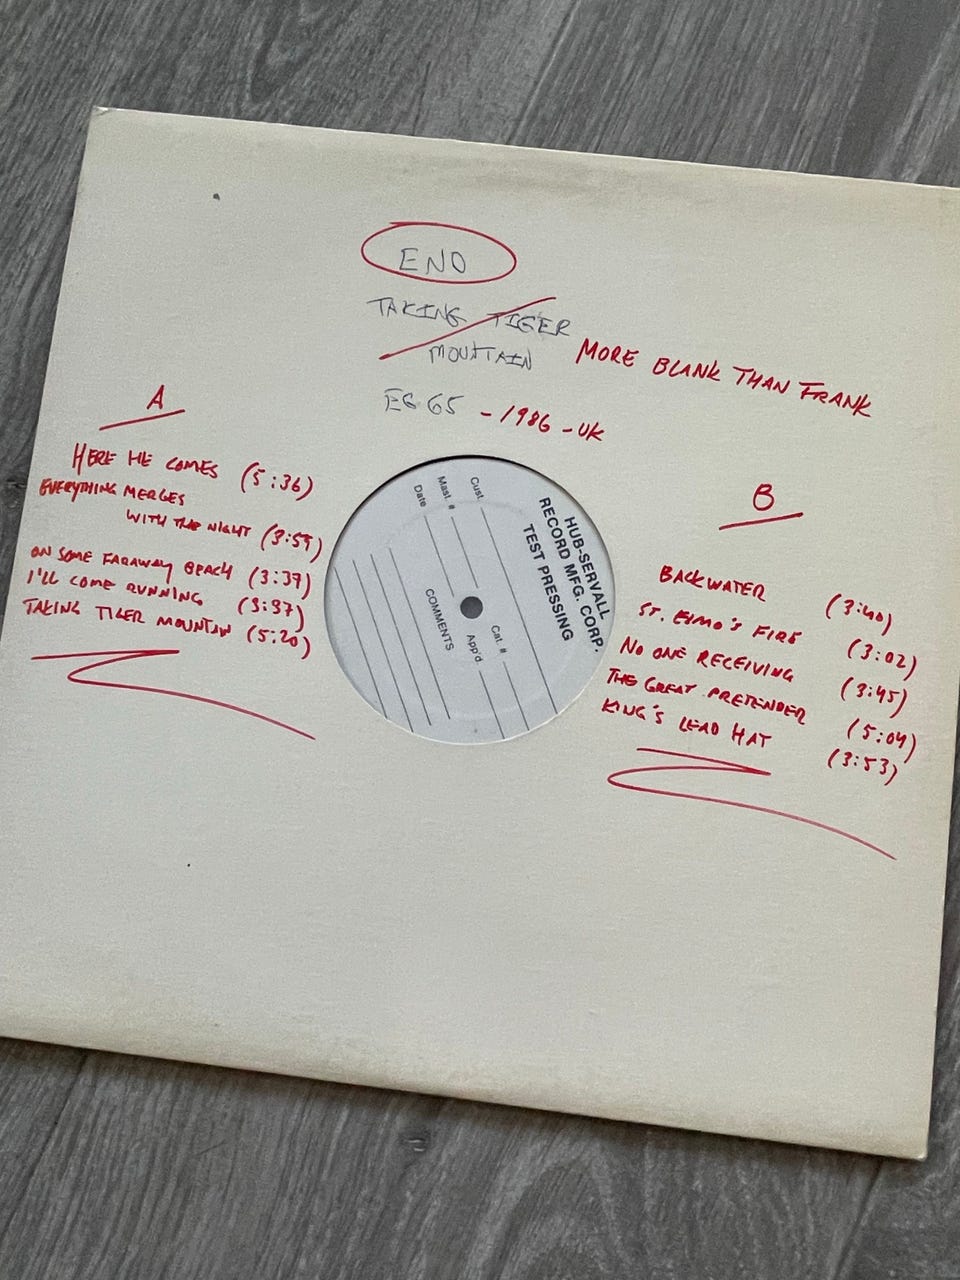 ENO
TAKING TIGER
MOUNTAIN
MORE BLANK THAN FRANK
EG 65 - 1986 - UK
A
HERE HE COMES (5:36)
EVERYTHING MERGES
WITH THE NIGHT (3:59)
ON SOME FARAWAY BEACH (3:37)
I'LL COME RUNNING (3:37)
TAKING TIGER MOUNTAIN (5:20)
HUB-SERVALL
RECORD MFG. CORP.
TEST PRESSING
Cust.
Mast. #
Date
Cat. #
App'd
COMMENTS
B
BACKWATER (3:40)
ST. ELMO'S FIRE (3:02)
NO ONE RECEIVING (3:45)
THE GREAT PRETENDER (5:04)
KING'S LEAD HAT (3:53)